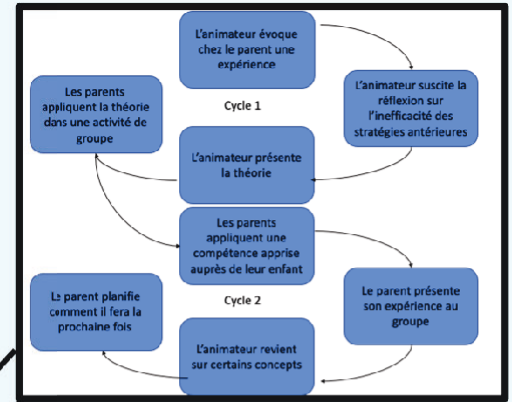 L'animateur évoque
chez le parent une
expérience
L'animateur suscite la
réflexion sur
l'inefficacité des
stratégies antérieures
Cycle 1
L'animateur présente
la théorie
Les parents
appliquent la théorie
dans une activité de
groupe
Les parents
appliquent une
compétence apprise
auprès de leur enfant
Le parent présente
son expérience au
groupe
Cycle 2
L'animateur revient
sur certains concepts
Le parent planifie
comment il fera la
prochaine fois